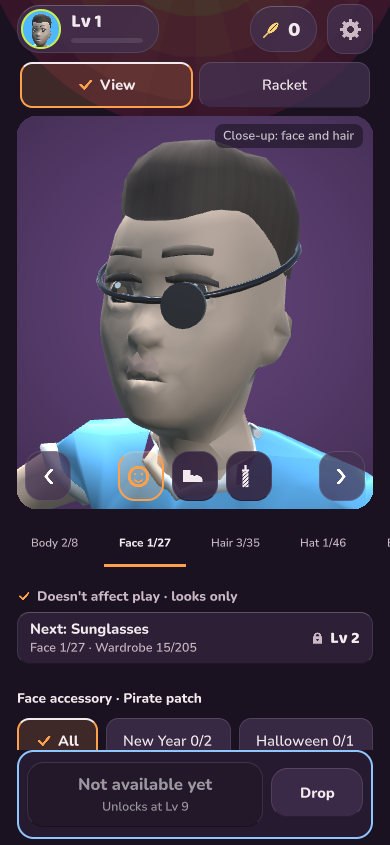 Lv 1
0
View
Racket
Close-up: face and hair
Body 2/8
Face 1/27
Hair 3/35
Hat 1/46
Doesn't affect play · looks only
Next: Sunglasses
Face 1/27 · Wardrobe 15/205
Lv 2
Face accessory · Pirate patch
All
New Year 0/2
Halloween 0/1
Not available yet
Unlocks at Lv 9
Drop